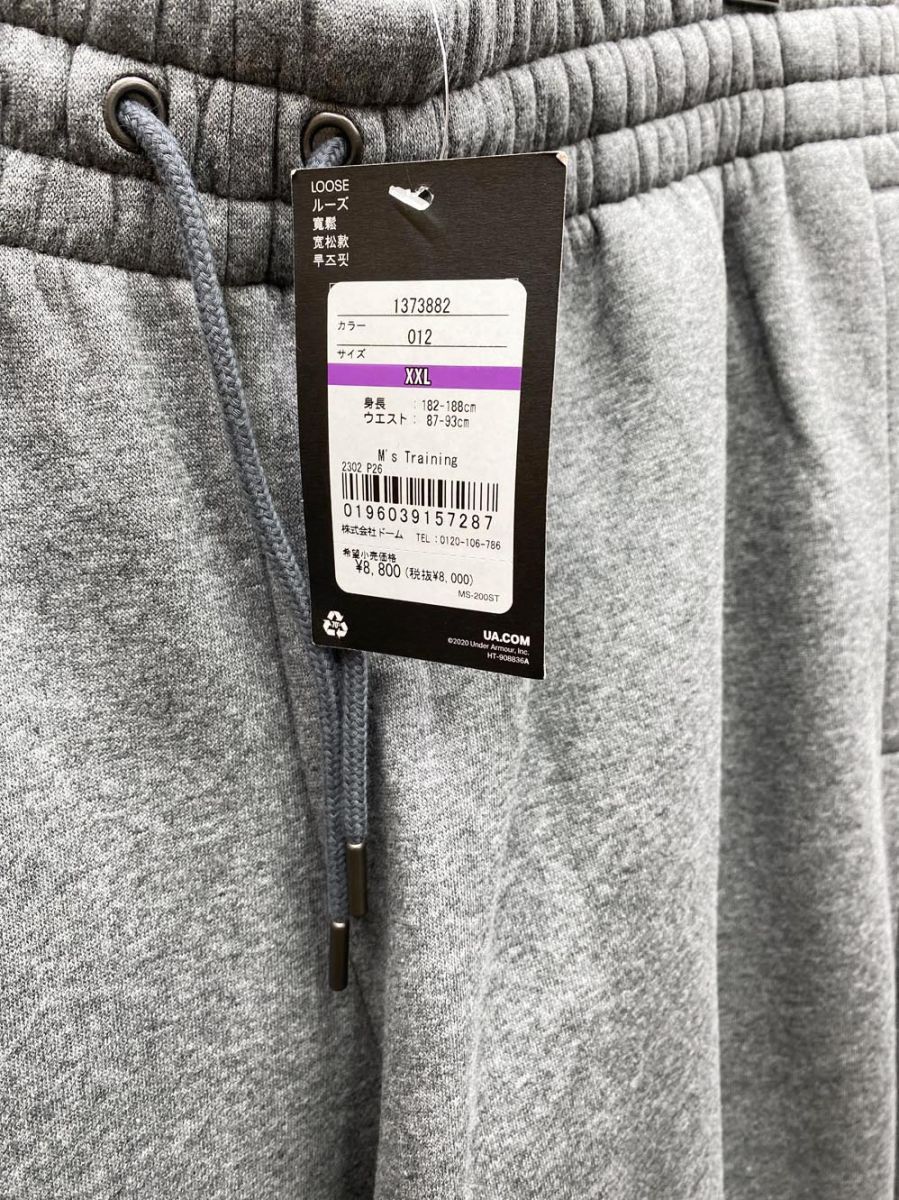 LOOSE
ルーズ
寬鬆
宽松款
루즈핏
1373882
カラー
012
サイズ
XXL
身長 : 182-188cm
ウエスト : 87-93cm
M's Training
2302 P26
0196039157287
株式会社ドーム TEL:0120-106-786
希望小売価格
¥8,800(税抜¥8,000)
MS-200ST
UA.COM
©2020 Under Armour, Inc.
HT-908836A